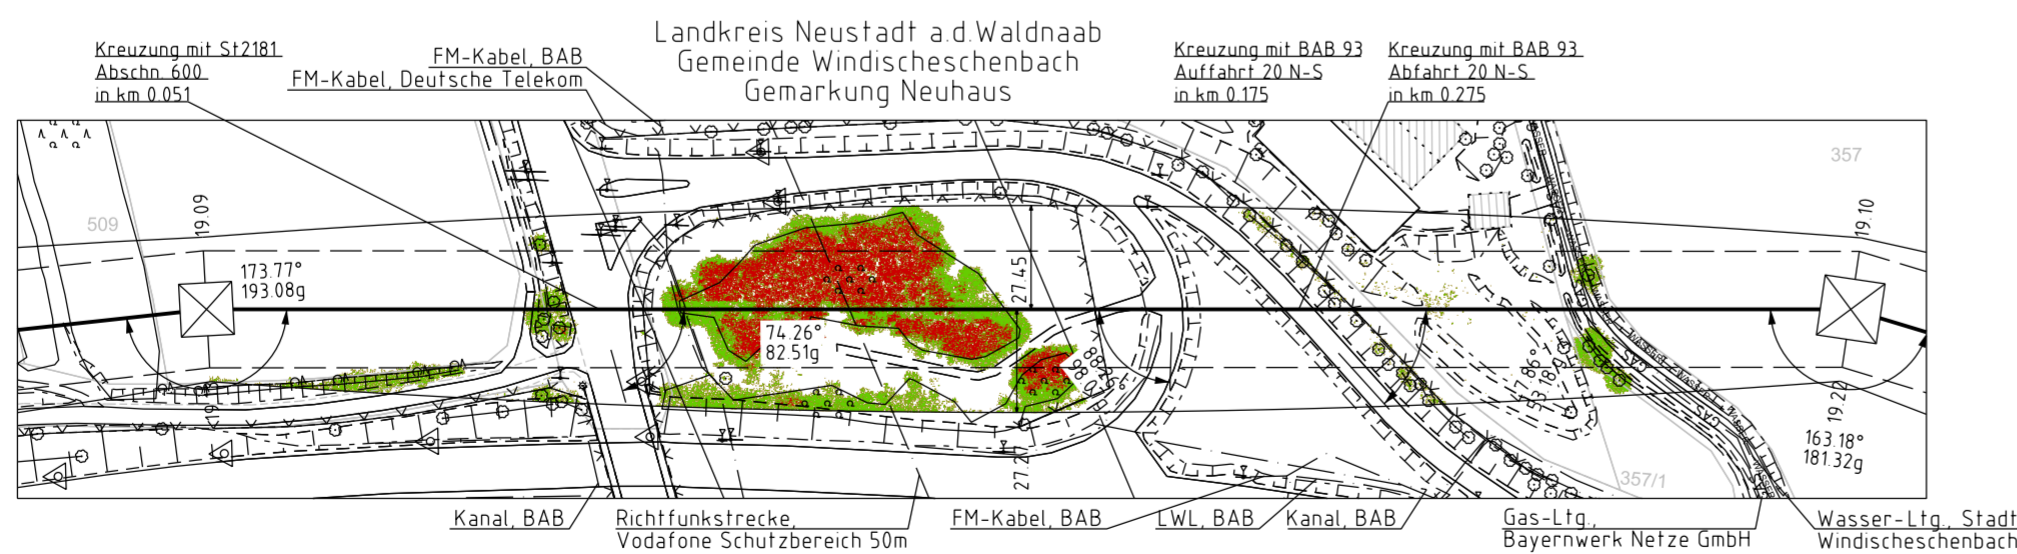 Landkreis Neustadt a.d.Waldnaab
Gemeinde Windischeschenbach
Gemarkung Neuhaus
Kreuzung mit St2181
Abschn. 600
in km 0.051
FM-Kabel, BAB
FM-Kabel, Deutsche Telekom
Kreuzung mit BAB 93
Auffahrt 20 N-S
in km 0.175
Kreuzung mit BAB 93
Abfahrt 20 N-S
in km 0.275
509
19.09
173.77°
193.08g
74.26°
82.51g
27.45
357
19.10
163.18°
181.32g
357/1
WASSER
GAS
Kanal, BAB
Richtfunkstrecke,
Vodafone Schutzbereich 50m
FM-Kabel, BAB
LWL, BAB
Kanal, BAB
Gas-Ltg.,
Bayernwerk Netze GmbH
Wasser-Ltg., Stadt
Windischeschenbach